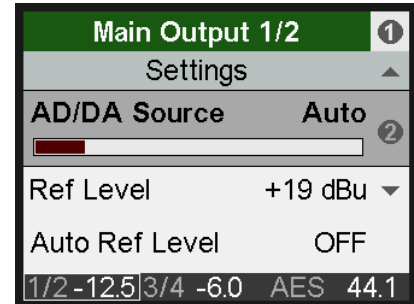 Main Output 1/2 1
Settings
AD/DA Source Auto 2
Ref Level +19 dBu
Auto Ref Level OFF
1/2 -12.5 3/4 -6.0 AES 44.1